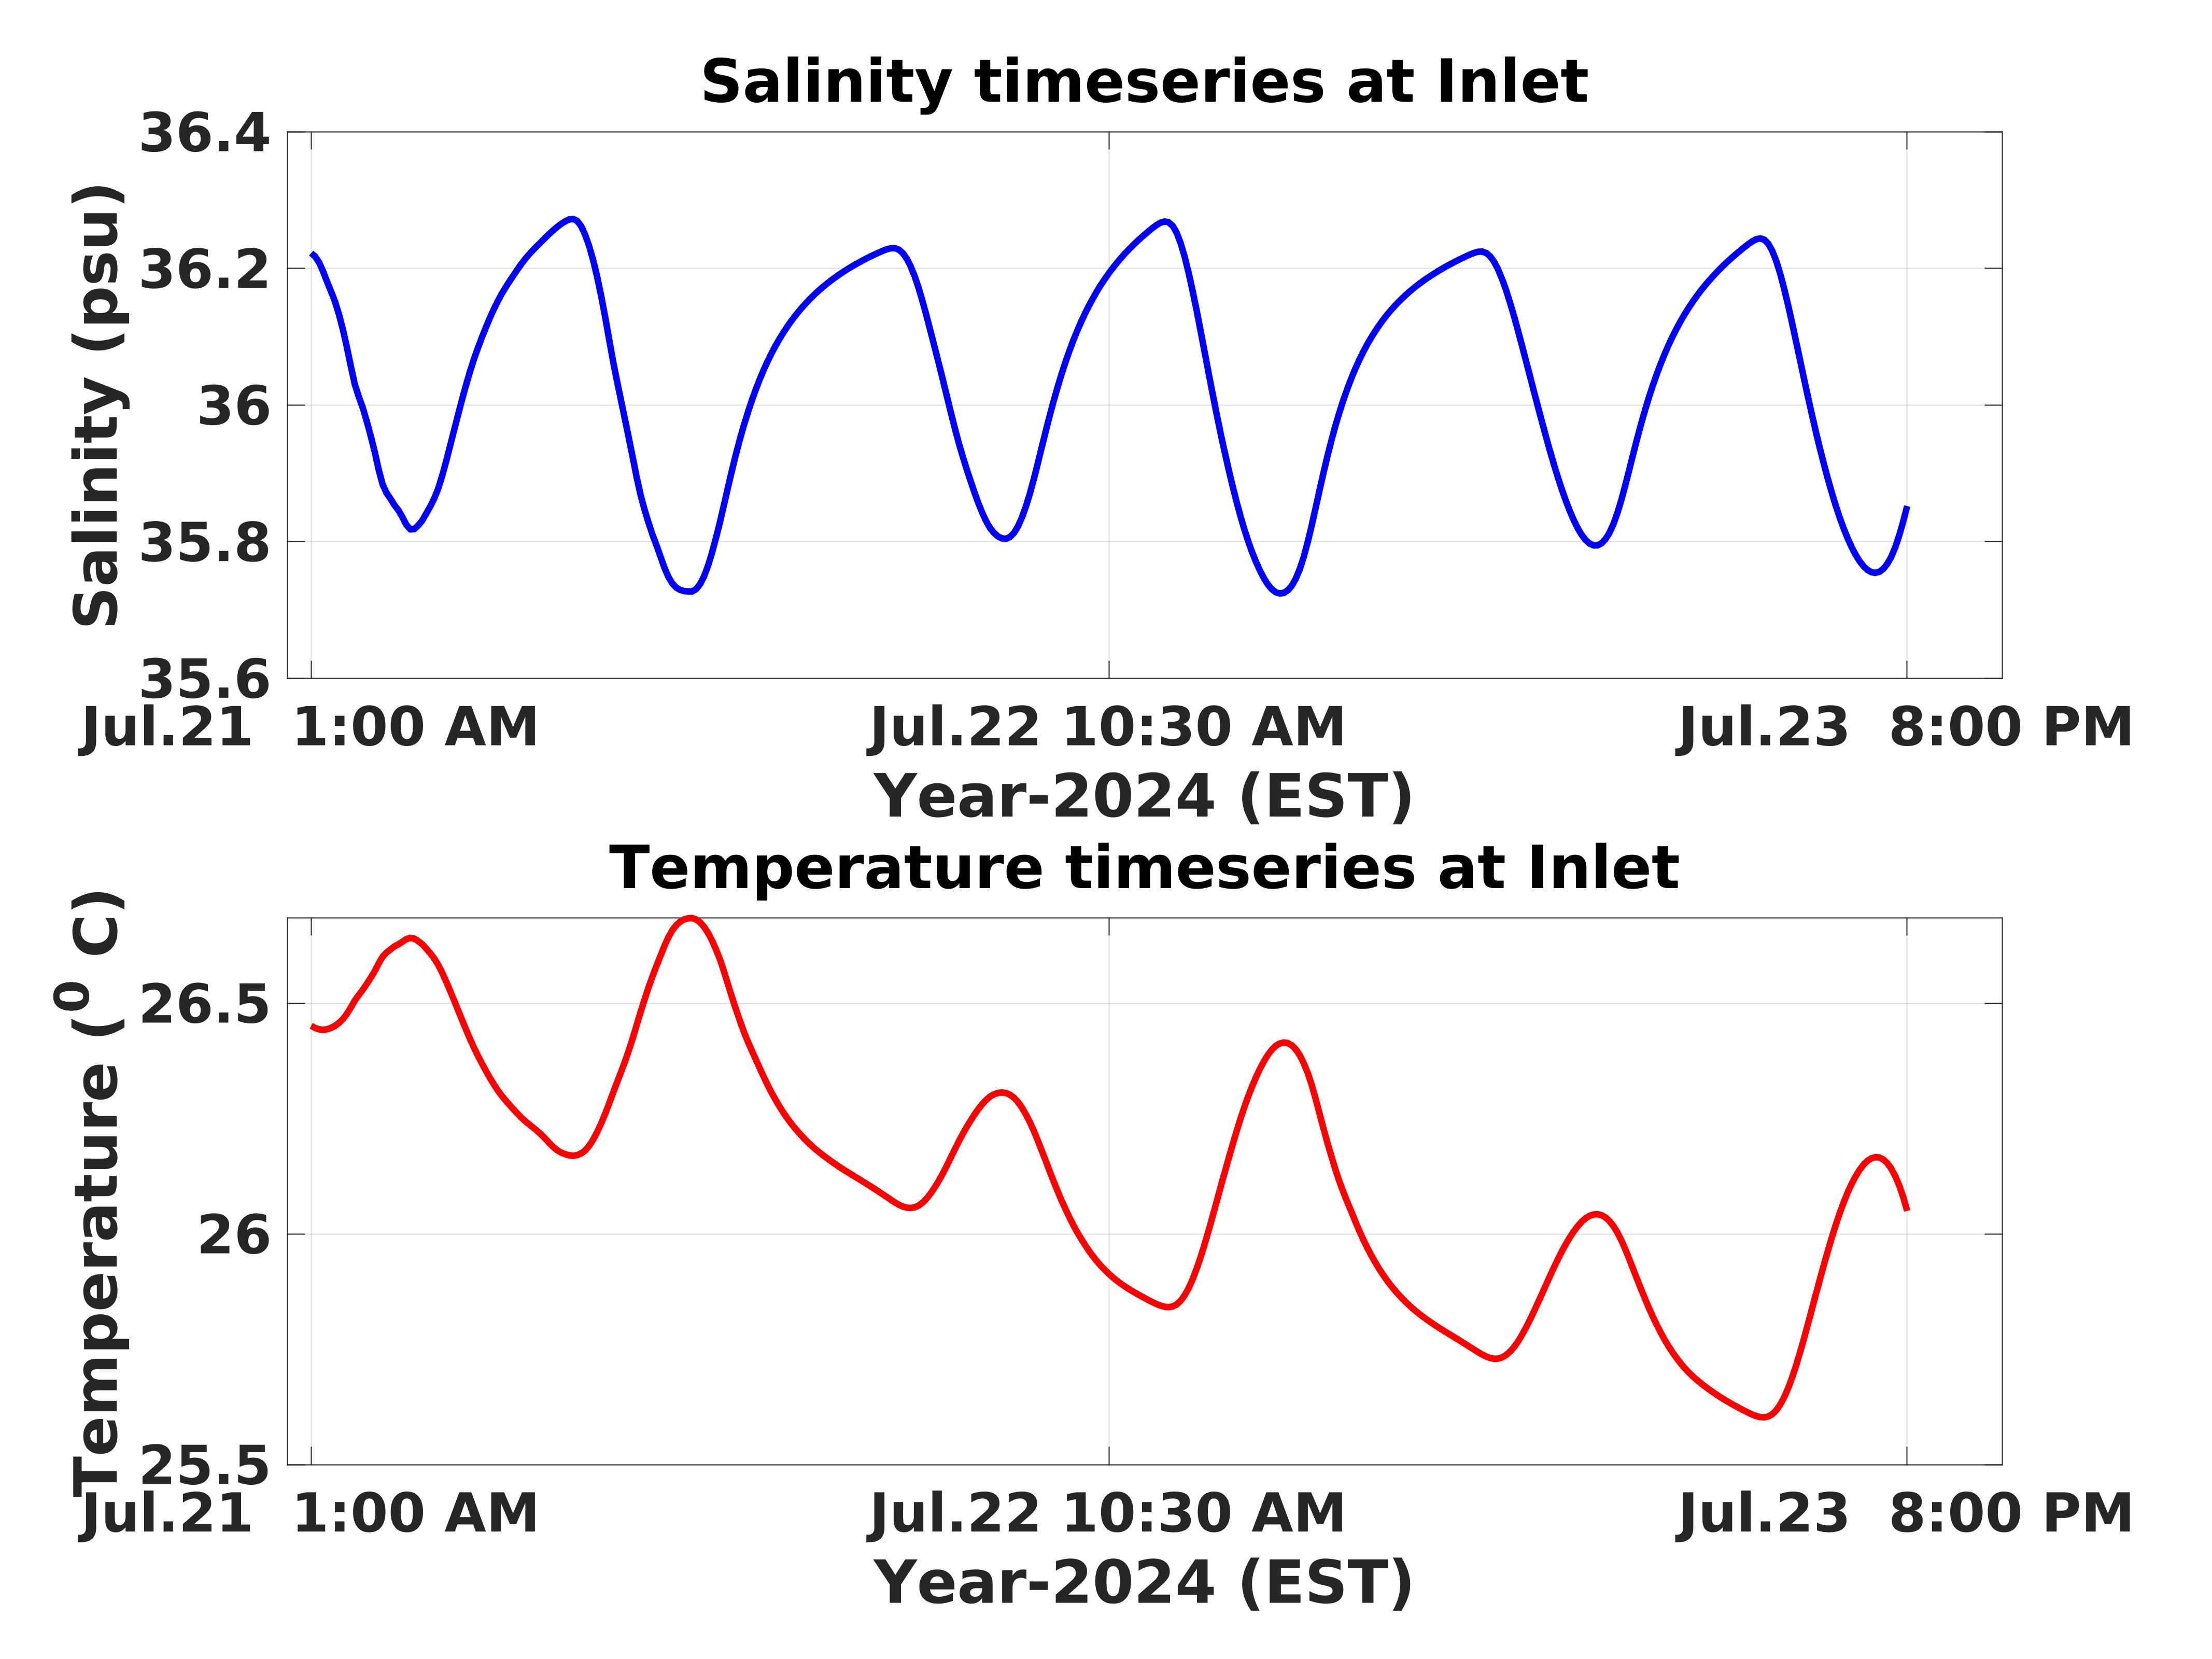 Salinity timeseries at Inlet
Salinity (psu)
36.4
36.2
36
35.8
35.6
Jul.21  1:00 AM
Jul.22 10:30 AM
Jul.23  8:00 PM
Year-2024 (EST)
Temperature timeseries at Inlet
Temperature (⁰ C)
26.5
26
25.5
Jul.21  1:00 AM
Jul.22 10:30 AM
Jul.23  8:00 PM
Year-2024 (EST)